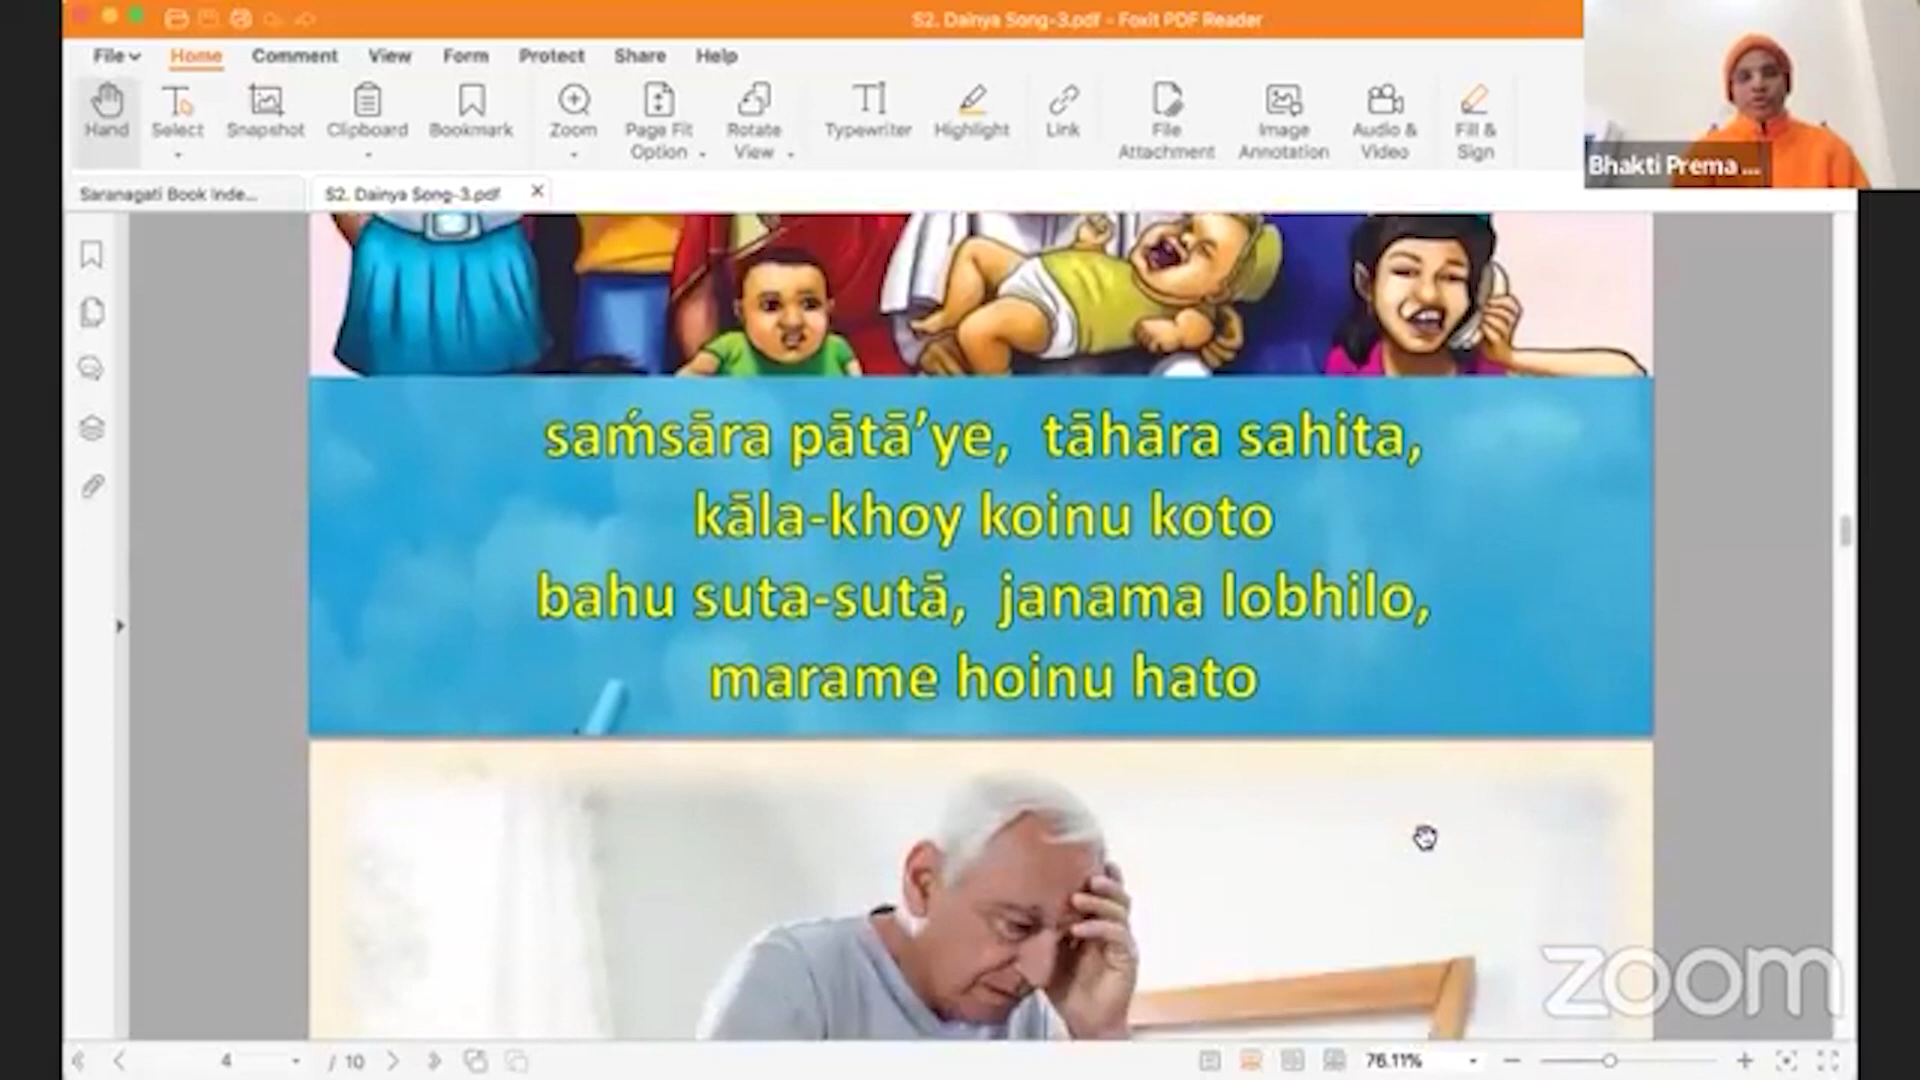 S2. Dainya Song-3.pdf - Foxit PDF Reader
File Home Comment View Form Protect Share Help
Hand Select Snapshot Clipboard Bookmark Zoom Page Fit Option Rotate View Typewriter Highlight Link File Attachment Image Annotation Audio & Video Fill & Sign
Bhakti Prema ...
Saranagati Book Inde... S2. Dainya Song-3.pdf
saḿsāra pātā’ye, tāhāra sahita,
kāla-khoy koinu koto
bahu suta-sutā, janama lobhilo,
marame hoinu hato
zoom
4 / 10 76.11%